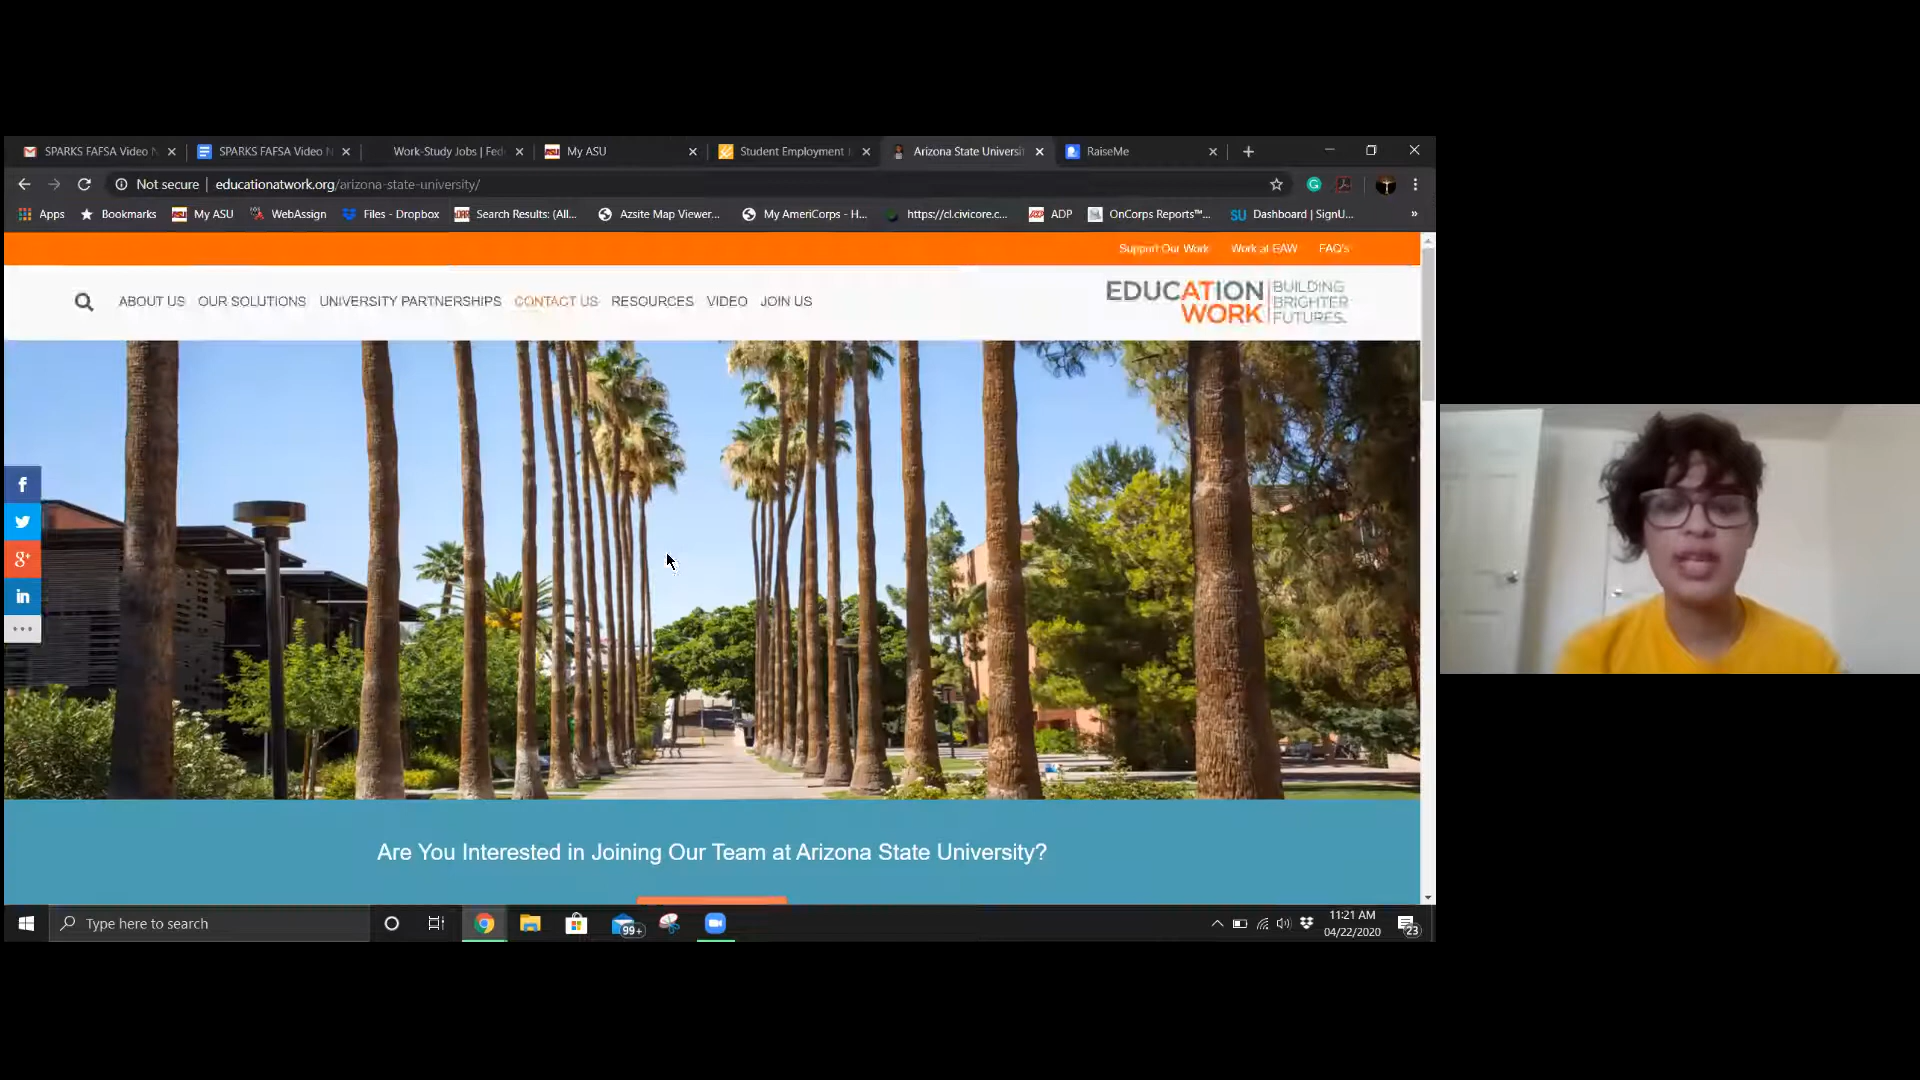 SPARKS FAFSA Video N
SPARKS FAFSA Video N
Work-Study Jobs | Fed
My ASU
Student Employment
Arizona State Universi
RaiseMe
Not secure | educationatwork.org/arizona-state-university/
Apps
Bookmarks
My ASU
WebAssign
Files - Dropbox
Search Results: (All...
Azsite Map Viewer...
My AmeriCorps - H...
https://cl.civicore.c...
ADP
OnCorps Reports™...
SU Dashboard | SignU...
»
Support Our Work
Work at EAW
FAQ's
ABOUT US
OUR SOLUTIONS
UNIVERSITY PARTNERSHIPS
CONTACT US
RESOURCES
VIDEO
JOIN US
EDUCATION
WORK
BUILDING
BRIGHTER
FUTURES.
Are You Interested in Joining Our Team at Arizona State University?
Type here to search
99+
11:21 AM
04/22/2020
23